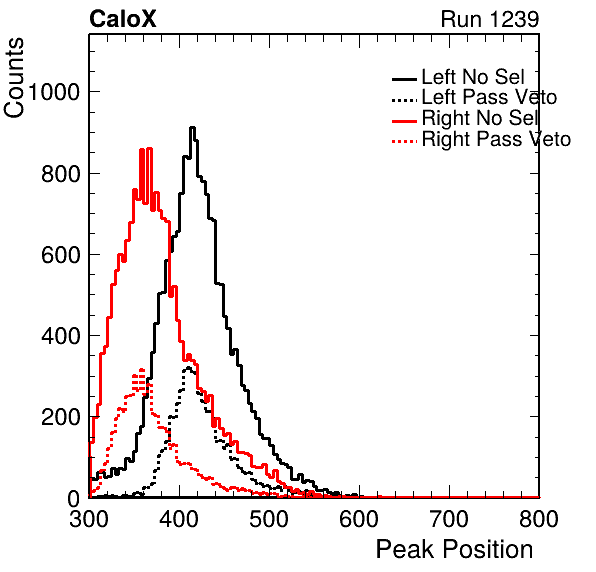 CaloX Run 1239
Counts
1000
800
600
400
200
0
Left No Sel
Left Pass Veto
Right No Sel
Right Pass Veto
300 400 500 600 700 800
Peak Position